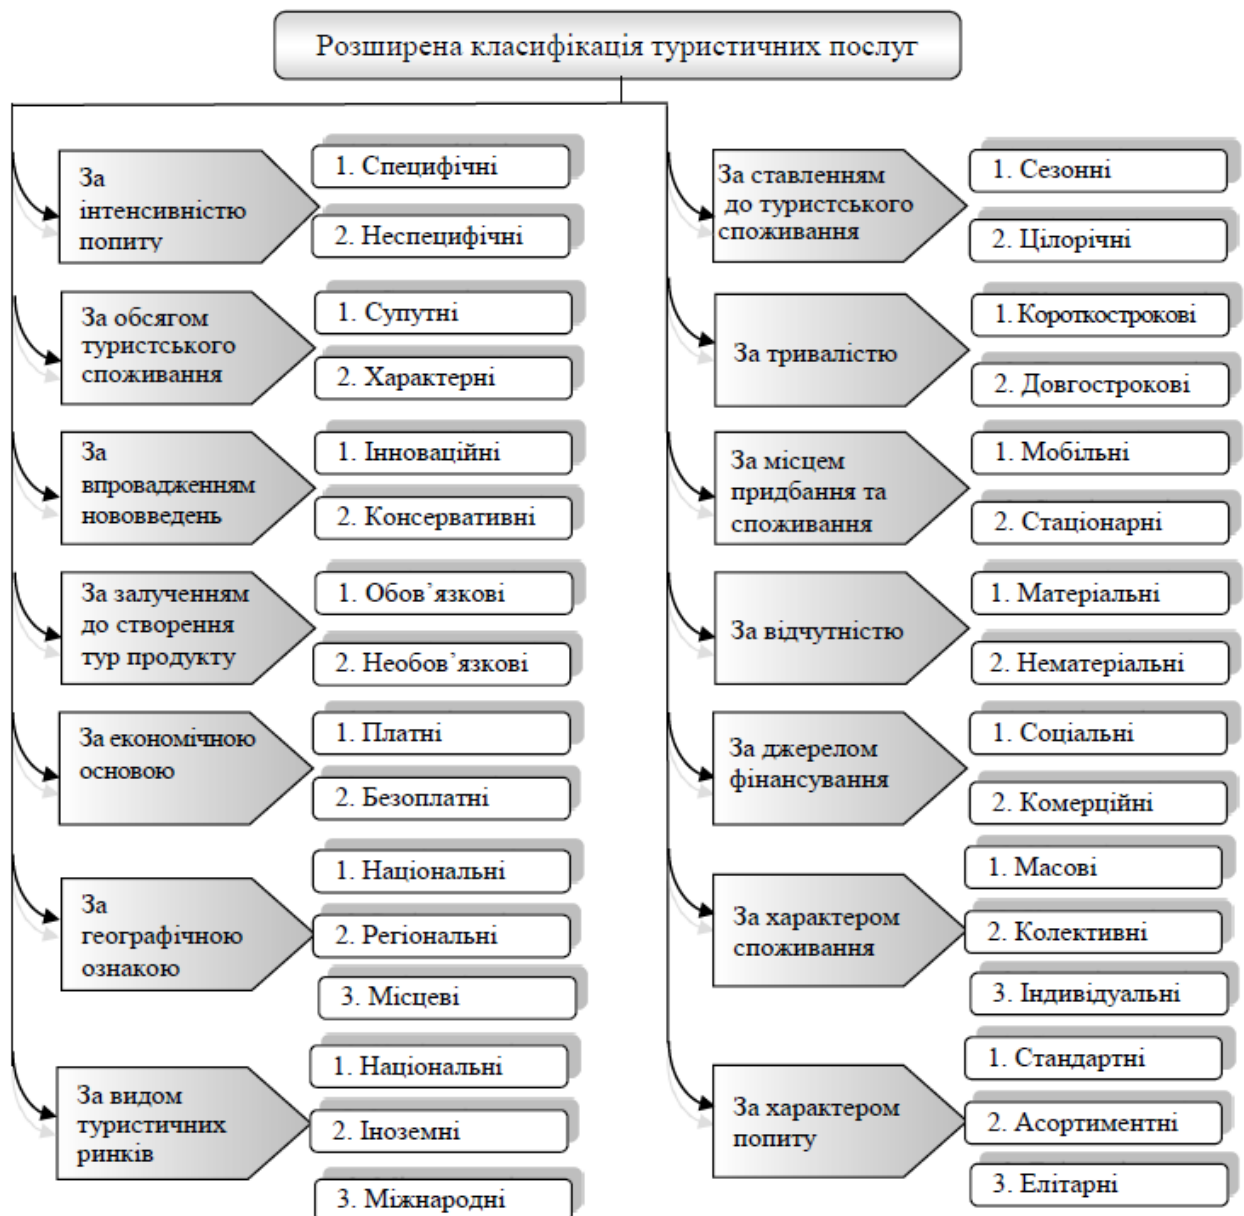 Розширена класифікація туристичних послуг
За
інтенсивністю
попиту
1. Специфічні
2. Неспецифічні
За обсягом
туристського
споживання
1. Супутні
2. Характерні
За
впровадженням
нововведень
1. Інноваційні
2. Консервативні
За залученням
до створення
тур продукту
1. Обов’язкові
2. Необов’язкові
За економічною
основою
1. Платні
2. Безоплатні
За
географічною
ознакою
1. Національні
2. Регіональні
3. Місцеві
За видом
туристичних
ринків
1. Національні
2. Іноземні
3. Міжнародні
За ставленням
до туристського
споживання
1. Сезонні
2. Цілорічні
За тривалістю
1. Короткострокові
2. Довгострокові
За місцем
придбання та
споживання
1. Мобільні
2. Стаціонарні
За відчутністю
1. Матеріальні
2. Нематеріальні
За джерелом
фінансування
1. Соціальні
2. Комерційні
За характером
споживання
1. Масові
2. Колективні
3. Індивідуальні
За характером
попиту
1. Стандартні
2. Асортиментні
3. Елітарні